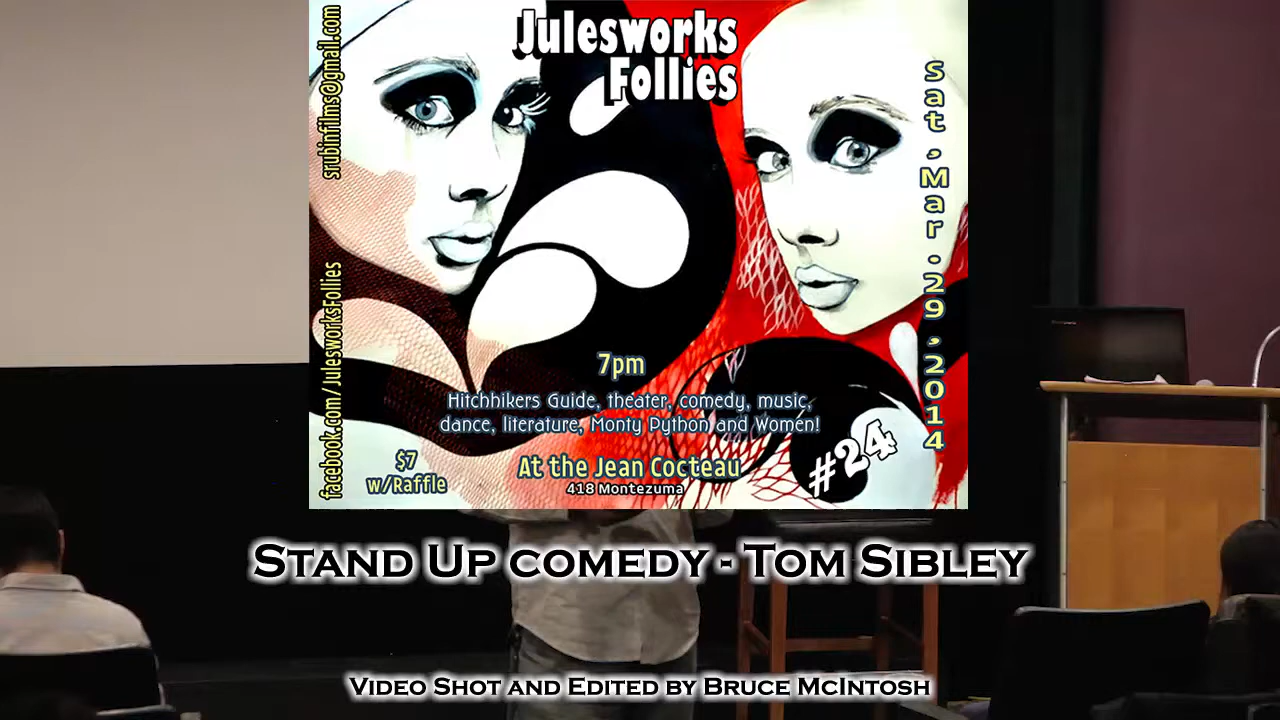 Julesworks
Follies
srubinfilms@gmail.com
facebook.com/JulesworksFollies
Sat, Mar. 29, 2014
7pm
Hitchhikers Guide, theater, comedy, music,
dance, literature, Monty Python and Women!
$7
w/Raffle
At the Jean Cocteau
418 Montezuma
#24
Stand Up comedy - Tom Sibley
Video Shot and Edited by Bruce McIntosh